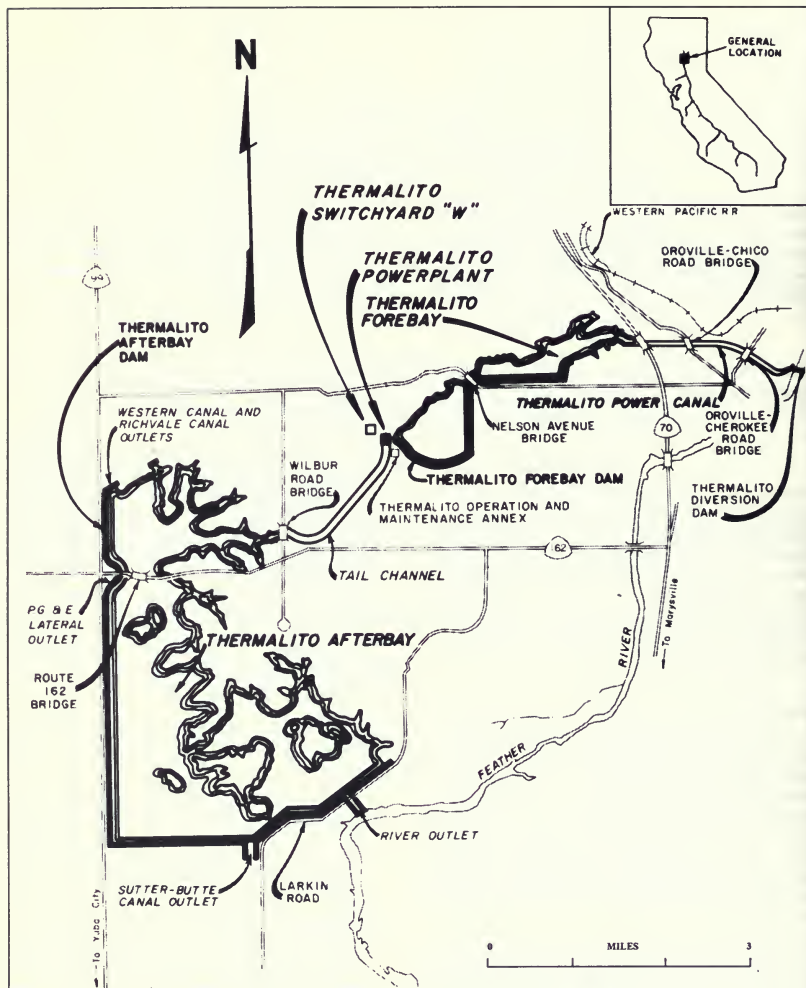 GENERAL
LOCATION
N
THERMALITO
SWITCHYARD "W"
WESTERN PACIFIC R R
OROVILLE-CHICO
ROAD BRIDGE
THERMALITO
POWERPLANT
THERMALITO
FOREBAY
99
THERMALITO
AFTERBAY
DAM
WESTERN CANAL AND
RICHVALE CANAL
OUTLETS
THERMALITO POWER CANAL
NELSON AVENUE
BRIDGE
70
OROVILLE-
CHEROKEE
ROAD
BRIDGE
WILBUR
ROAD
BRIDGE
THERMALITO FOREBAY DAM
THERMALITO OPERATION AND
MAINTENANCE ANNEX
THERMALITO
DIVERSION
DAM
162
TAIL CHANNEL
PG & E
LATERAL
OUTLET
THERMALITO AFTERBAY
ROUTE
162
BRIDGE
To Marysville
RIVER
FEATHER
RIVER OUTLET
SUTTER-BUTTE
CANAL OUTLET
LARKIN
ROAD
To Yuba City
0 MILES 3